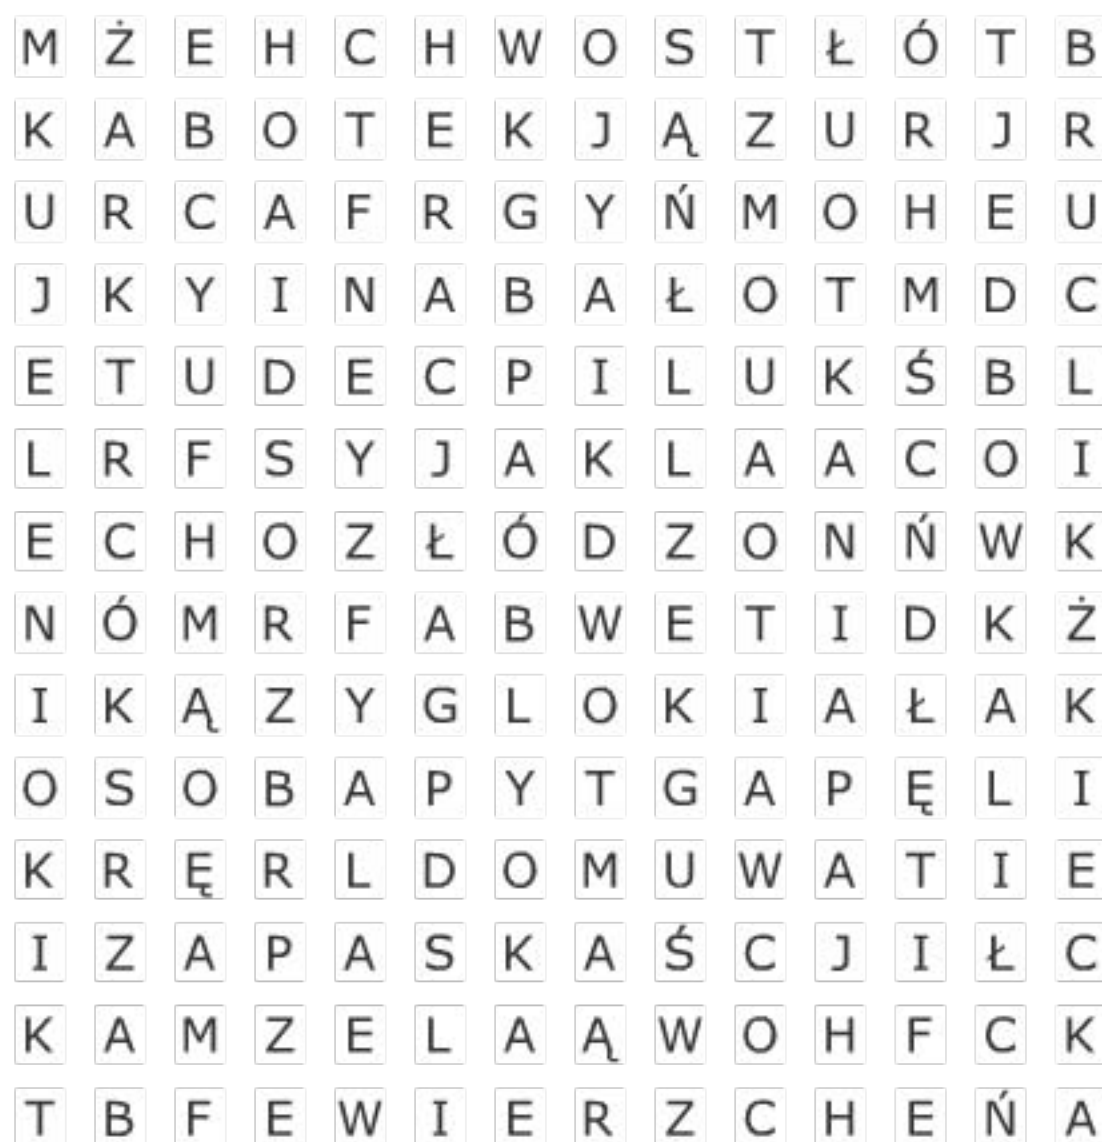 M Ż E H C H W O S T Ł Ó T B
K A B O T E K J Ą Z U R J R
U R C A F R G Y Ń M O H E U
J K Y I N A B A Ł O T M D C
E T U D E C P I L U K Ś B L
L R F S Y J A K L A A C O I
E C H O Z Ł Ó D Z O N Ń W K
N Ó M R F A B W E T I D K Ż
I K Ą Z Y G L O K I A Ł A K
O S O B A P Y T G A P Ę L I
K R Ę R L D O M U W A T I E
I Z A P A S K A Ś C J I Ł C
K A M Z E L A Ą W O H F C K
T B F E W I E R Z C H E Ń A